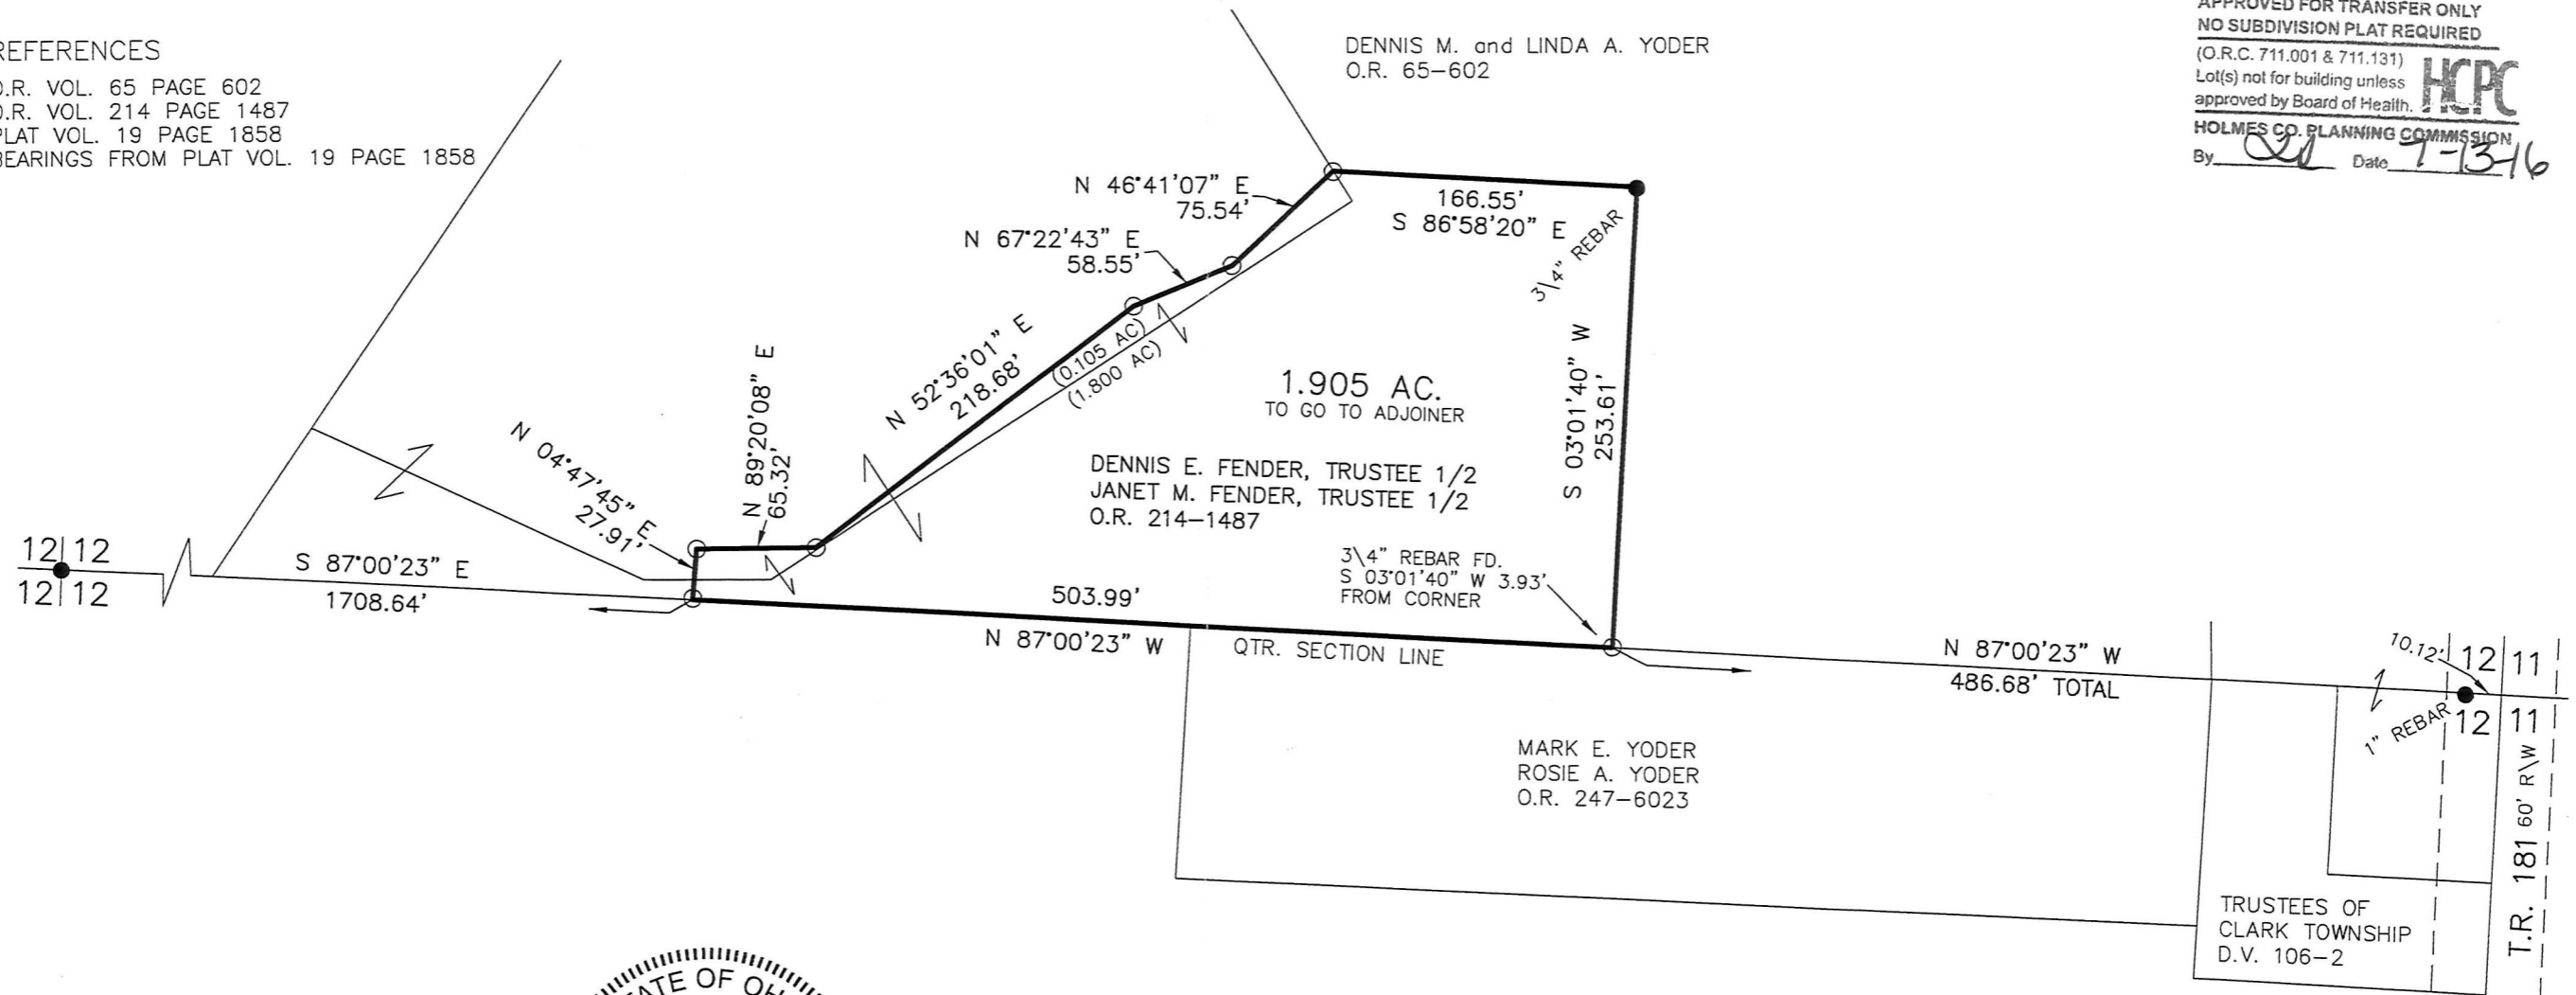 REFERENCES
O.R. VOL. 65 PAGE 602
O.R. VOL. 214 PAGE 1487
PLAT VOL. 19 PAGE 1858
BEARINGS FROM PLAT VOL. 19 PAGE 1858
DENNIS M. and LINDA A. YODER
O.R. 65-602
APPROVED FOR TRANSFER ONLY
NO SUBDIVISION PLAT REQUIRED
(O.R.C. 711.001 & 711.131)
Lot(s) not for building unless
approved by Board of Health.
HCPC
HOLMES CO. PLANNING COMMISSION
By Date 7-13-16
N 46°41'07" E
75.54'
N 67°22'43" E
58.55'
166.55'
S 86°58'20" E
3/4" REBAR
N 52°36'01" E
218.68'
(0.105 AC)
(1.800 AC)
1.905 AC.
TO GO TO ADJOINER
S 03°01'40" W
253.61'
N 89°20'08" E
65.32'
N 04°47'45" E
27.91'
DENNIS E. FENDER, TRUSTEE 1/2
JANET M. FENDER, TRUSTEE 1/2
O.R. 214-1487
3\4" REBAR FD.
S 03°01'40" W 3.93'
FROM CORNER
12 12
12 12
S 87°00'23" E
1708.64'
503.99'
N 87°00'23" W
QTR. SECTION LINE
N 87°00'23" W
486.68' TOTAL
10.12'
12 11
12 11
1" REBAR
MARK E. YODER
ROSIE A. YODER
O.R. 247-6023
T.R. 181 60' R\W
TRUSTEES OF
CLARK TOWNSHIP
D.V. 106-2
STATE OF OH